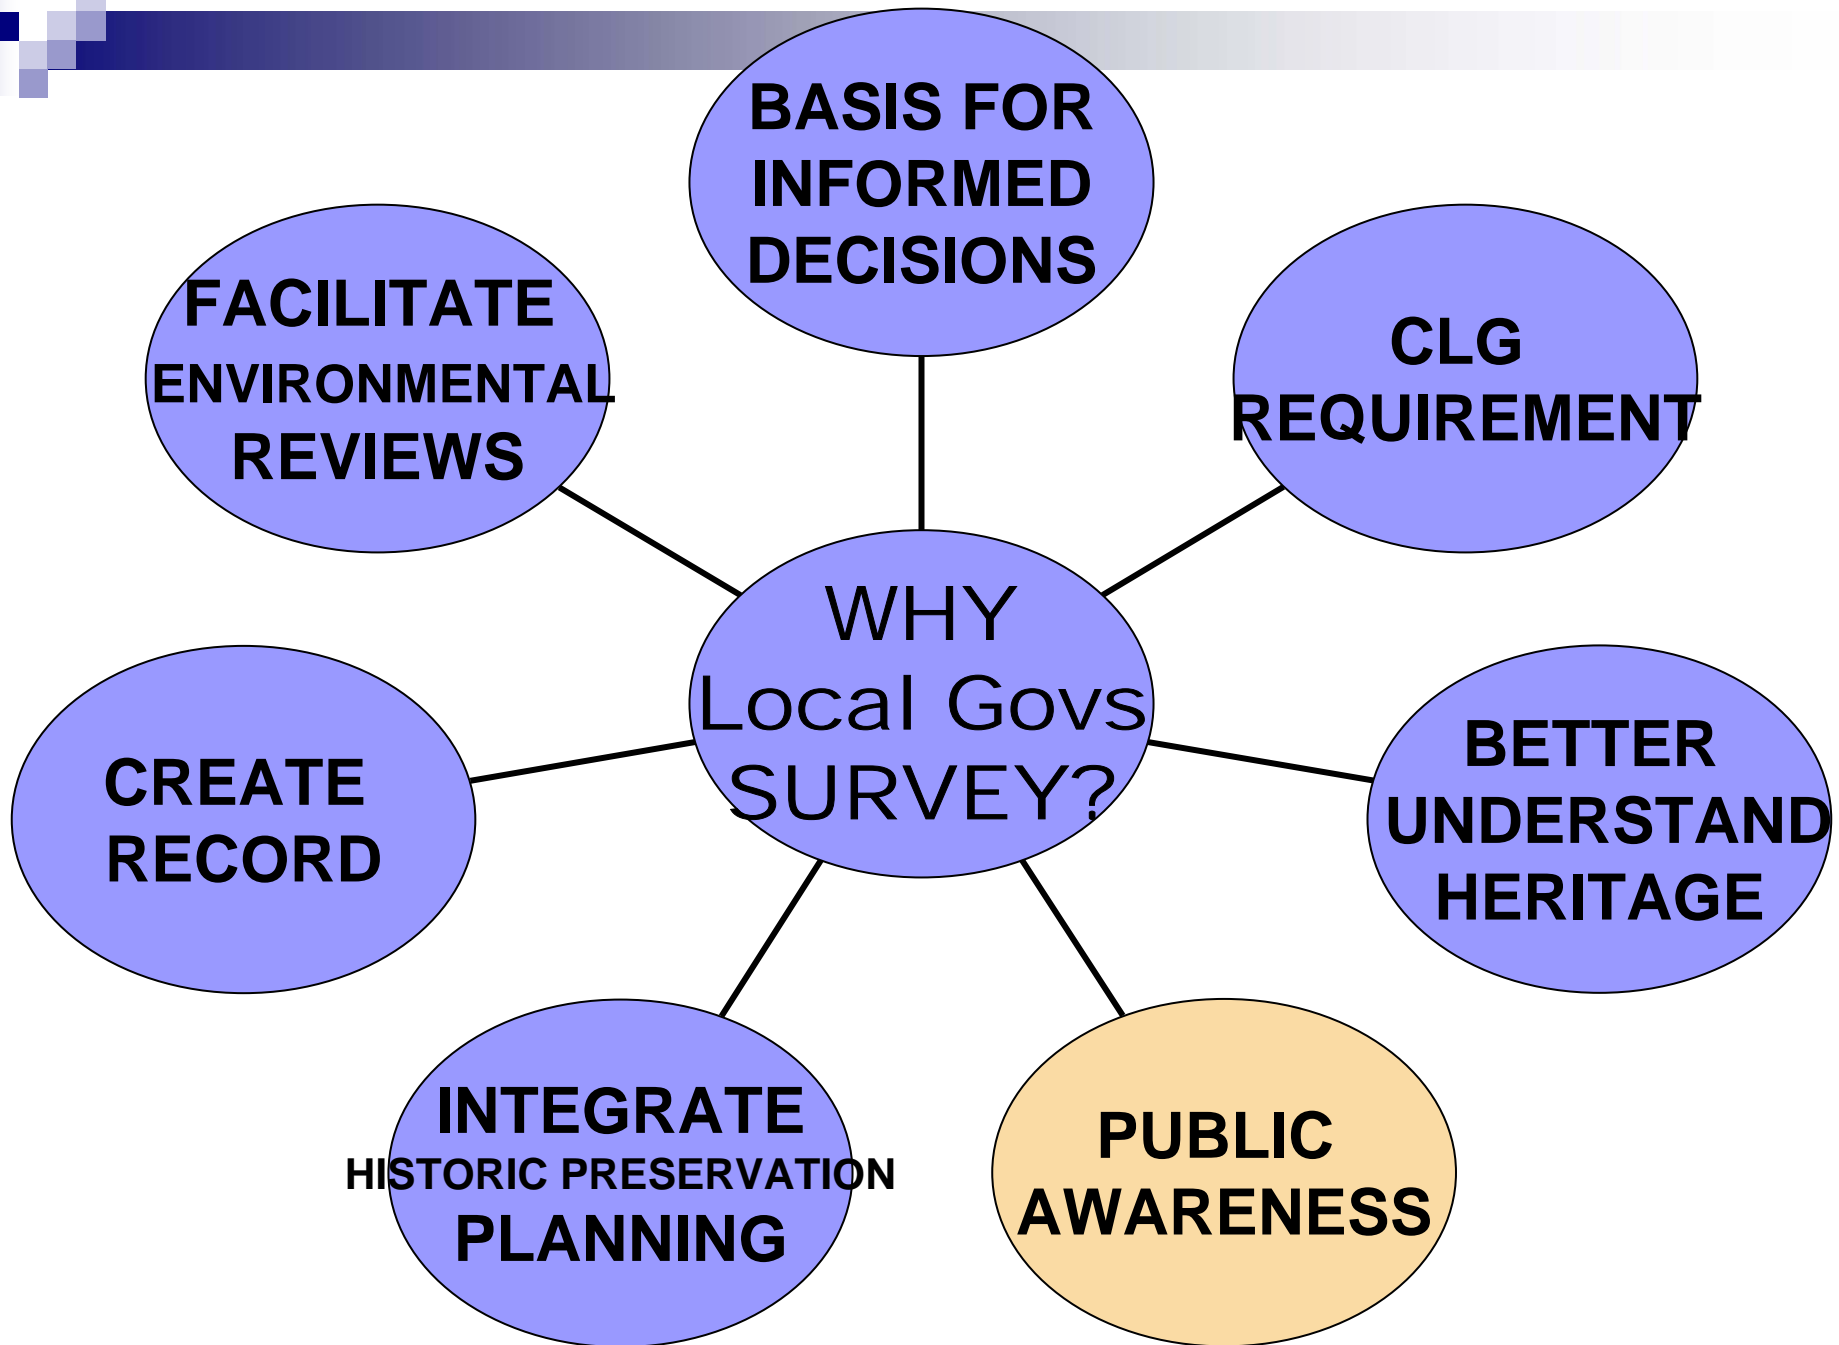 BASIS FOR
INFORMED
DECISIONS
FACILITATE
ENVIRONMENTAL
REVIEWS
CLG
REQUIREMENT
WHY
Local Govs
SURVEY?
CREATE
RECORD
BETTER
UNDERSTAND
HERITAGE
INTEGRATE
HISTORIC PRESERVATION
PLANNING
PUBLIC
AWARENESS